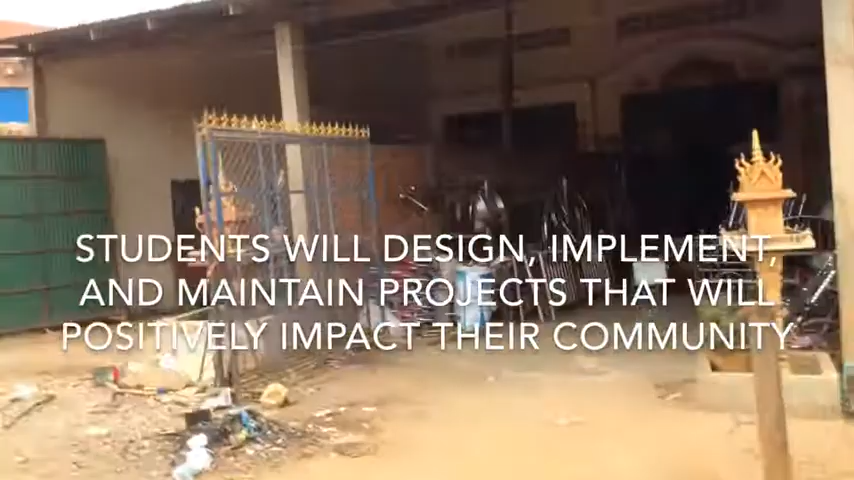 STUDENTS WILL DESIGN, IMPLEMENT,
AND MAINTAIN PROJECTS THAT WILL
POSITIVELY IMPACT THEIR COMMUNITY